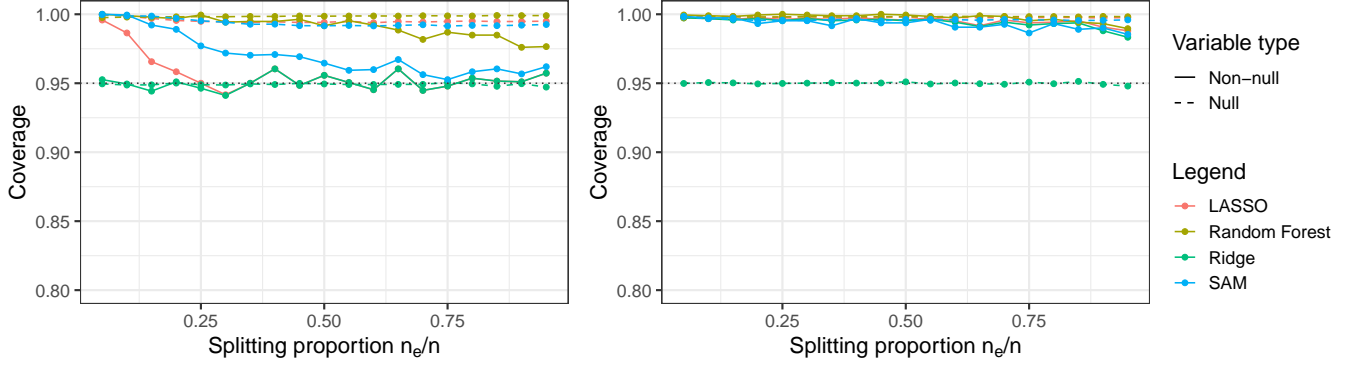 1.00
0.95
0.90
0.85
0.80
Coverage
0.25 0.50 0.75
Splitting proportion nₑ/n
1.00
0.95
0.90
0.85
0.80
Coverage
0.25 0.50 0.75
Splitting proportion nₑ/n
Variable type
Non−null
Null
Legend
LASSO
Random Forest
Ridge
SAM